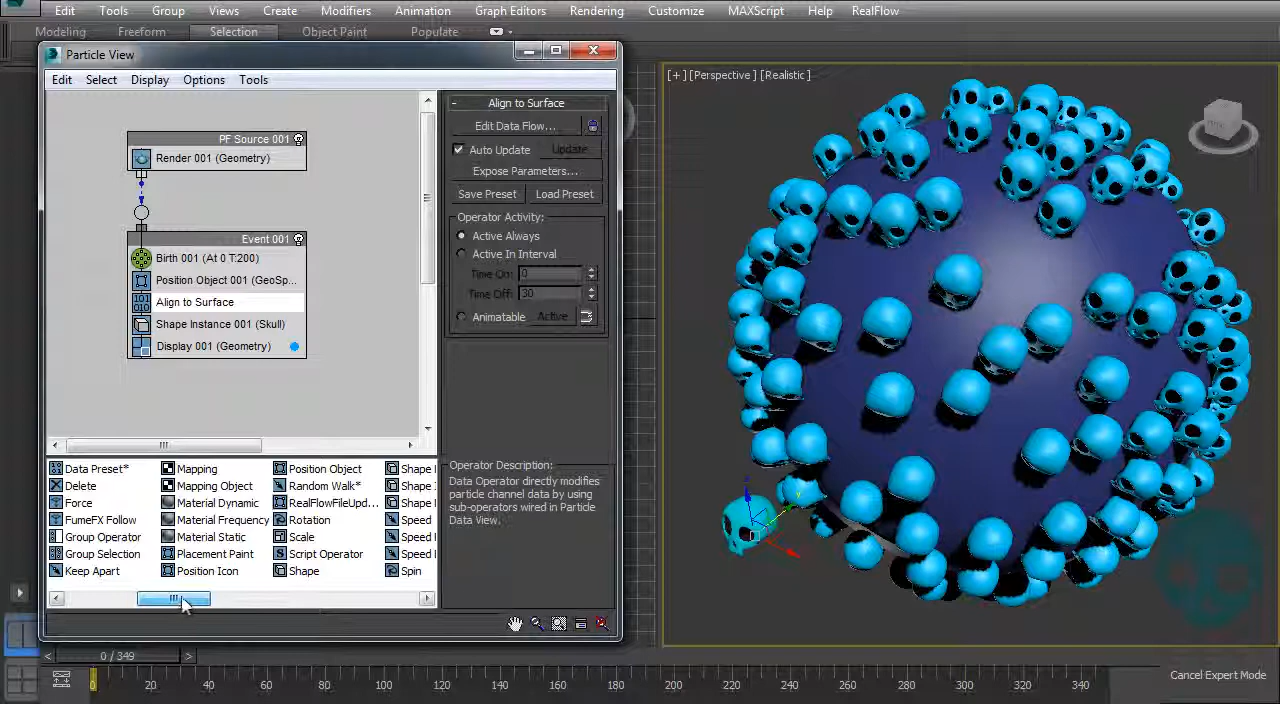 Edit Tools Group Views Create Modifiers Animation Graph Editors Rendering Customize MAXScript Help RealFlow
Modeling Freeform Selection Object Paint Populate
Particle View
Edit Select Display Options Tools
PF Source 001
Render 001 (Geometry)
Event 001
Birth 001 (At 0 T:200)
Position Object 001 (GeoSp...
Align to Surface
Shape Instance 001 (Skull)
Display 001 (Geometry)
- Align to Surface
Edit Data Flow...
Auto Update Update
Expose Parameters...
Save Preset Load Preset
Operator Activity:
Active Always
Active In Interval
Time On: 0
Time Off: 30
Animatable Active
Operator Description:
Data Operator directly modifies
particle channel data by using
sub-operators wired in Particle
Data View.
Data Preset* Mapping Position Object Shape
Delete Mapping Object Random Walk* Shape
Force Material Dynamic RealFlowFileUpd... Shape
FumeFX Follow Material Frequency Rotation Speed
Group Operator Material Static Scale Speed
Group Selection Placement Paint Script Operator Speed
Keep Apart Position Icon Shape Spin
[+] [Perspective] [Realistic]
< 0 / 349 >
0 20 40 60 80 100 120 140 160 180 200 220 240 260 280 300 320 340
Cancel Expert Mode